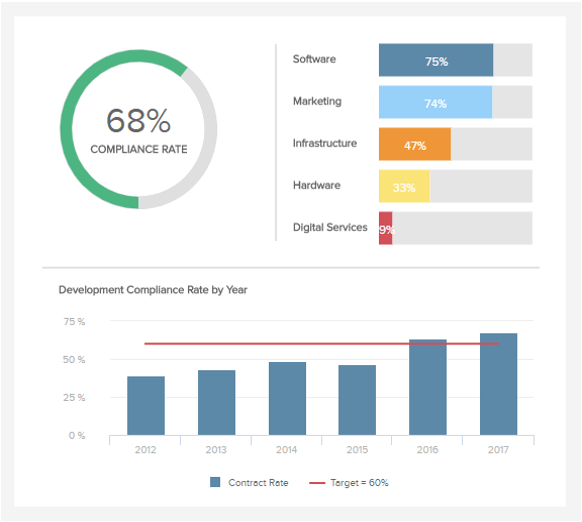 68%
COMPLIANCE RATE
Software 75%
Marketing 74%
Infrastructure 47%
Hardware 33%
Digital Services 9%
Development Compliance Rate by Year
75 %
50 %
25 %
0 %
2012 2013 2014 2015 2016 2017
Contract Rate Target = 60%